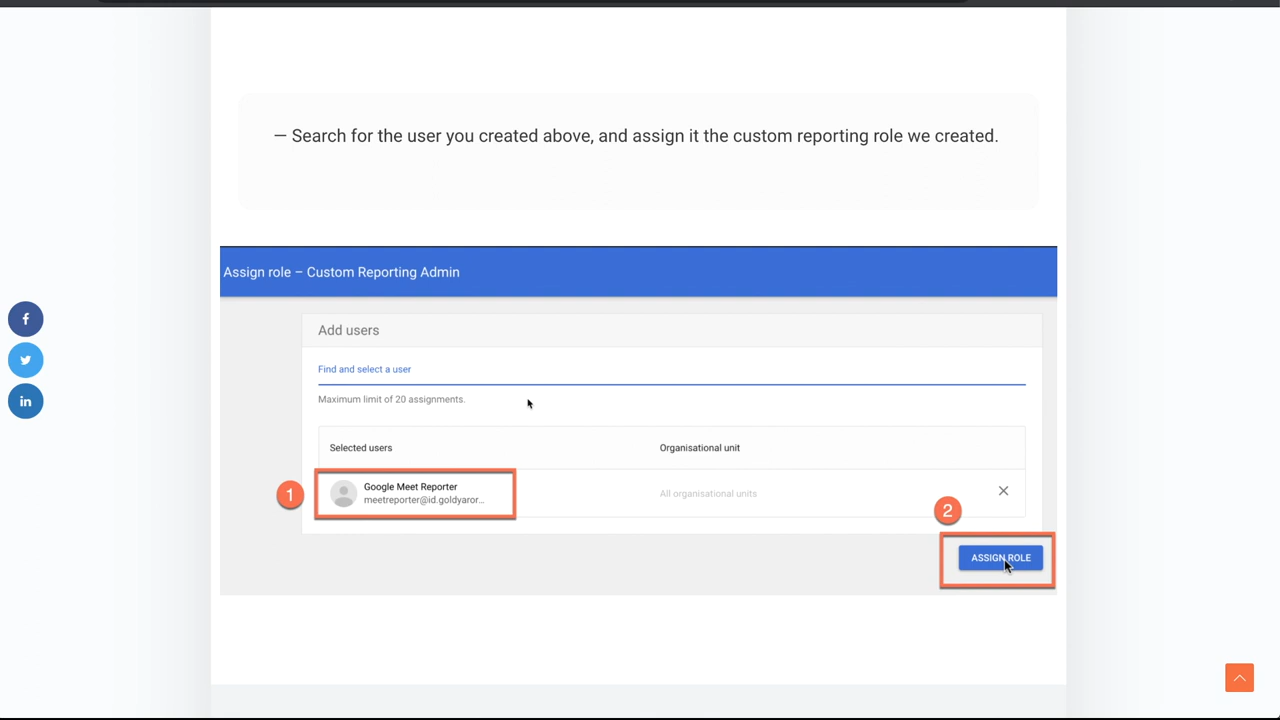 — Search for the user you created above, and assign it the custom reporting role we created.
Assign role – Custom Reporting Admin
Add users
Find and select a user
Maximum limit of 20 assignments.
Selected users Organisational unit
1 Google Meet Reporter
meetreporter@id.goldyaror...
All organisational units
2
ASSIGN ROLE
f
in